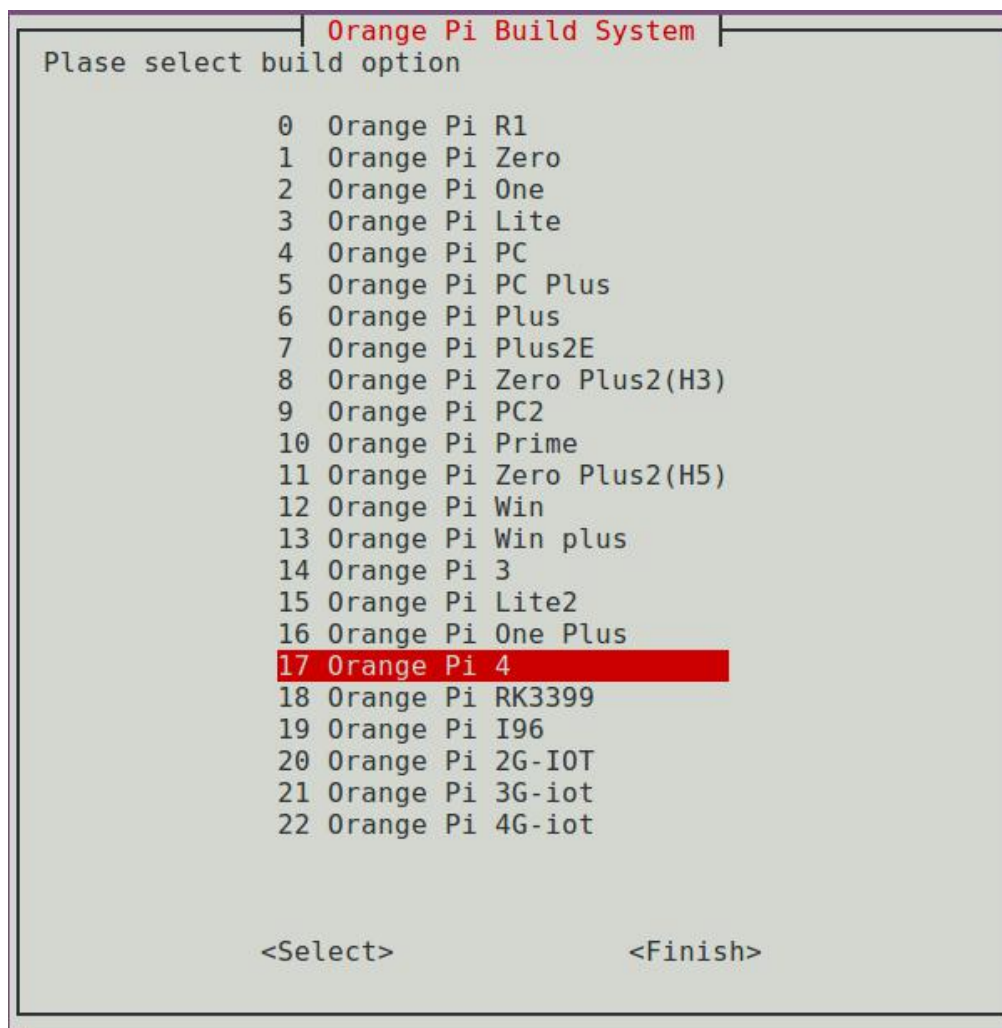 Orange Pi Build System
Plase select build option
0 Orange Pi R1
1 Orange Pi Zero
2 Orange Pi One
3 Orange Pi Lite
4 Orange Pi PC
5 Orange Pi PC Plus
6 Orange Pi Plus
7 Orange Pi Plus2E
8 Orange Pi Zero Plus2(H3)
9 Orange Pi PC2
10 Orange Pi Prime
11 Orange Pi Zero Plus2(H5)
12 Orange Pi Win
13 Orange Pi Win plus
14 Orange Pi 3
15 Orange Pi Lite2
16 Orange Pi One Plus
17 Orange Pi 4
18 Orange Pi RK3399
19 Orange Pi I96
20 Orange Pi 2G-IOT
21 Orange Pi 3G-iot
22 Orange Pi 4G-iot
<Select> <Finish>